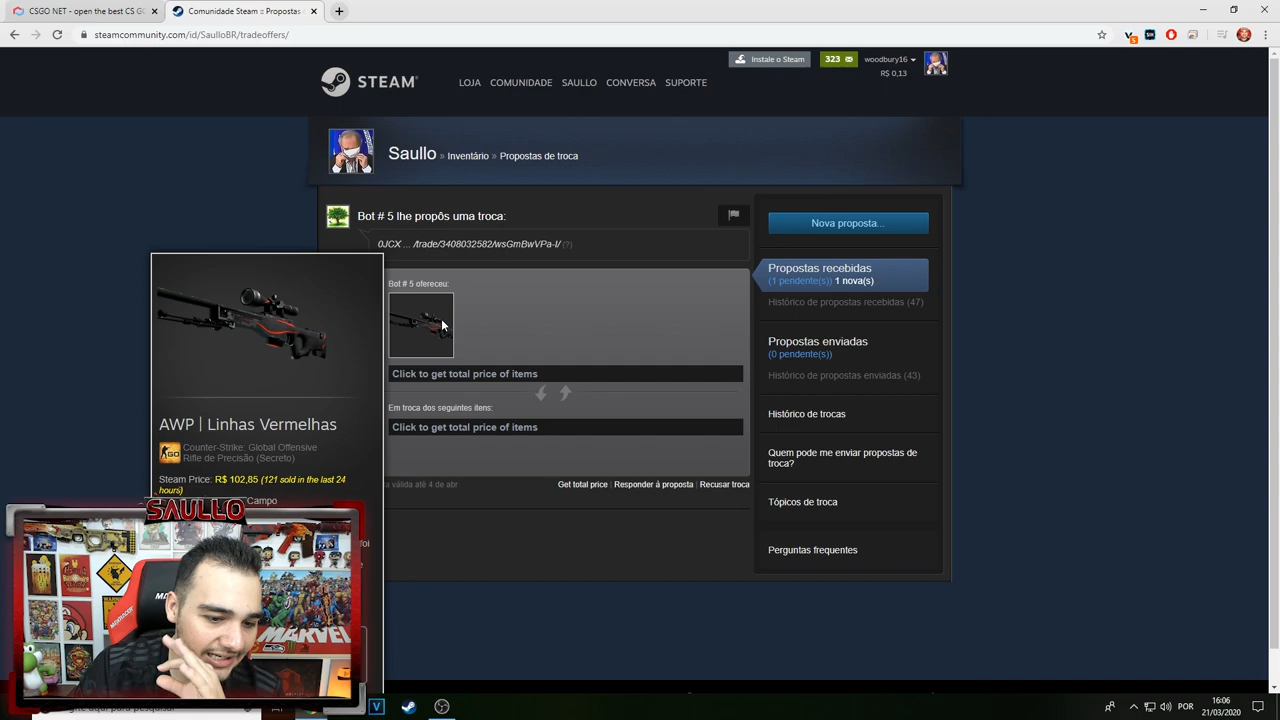 CSGO NET - open the best CS G
Comunidade Steam :: Propostas
steamcommunity.com/id/SaulloBR/tradeoffers/
STEAM
LOJA COMUNIDADE SAULLO CONVERSA SUPORTE
Instale o Steam
323
woodbury16
R$ 0,13
Saullo » Inventário » Propostas de troca
Bot # 5 lhe propôs uma troca:
0JCX ... /trade/3408032582/wsGmBwVPa-I/ (?)
Bot # 5 ofereceu:
Click to get total price of items
Em troca dos seguintes itens:
Click to get total price of items
válida até 4 de abr
Get total price Responder à proposta Recusar troca
Nova proposta...
Propostas recebidas
(1 pendente(s)) 1 nova(s)
Histórico de propostas recebidas (47)
Propostas enviadas
(0 pendente(s))
Histórico de propostas enviadas (43)
Histórico de trocas
Quem pode me enviar propostas de
troca?
Tópicos de troca
Perguntas frequentes
AWP | Linhas Vermelhas
Counter-Strike: Global Offensive
Rifle de Precisão (Secreto)
Steam Price: R$ 102,85 (121 sold in the last 24
hours)
Campo
foi
SAULLO
MARVEL
POR
16:06
21/03/2020